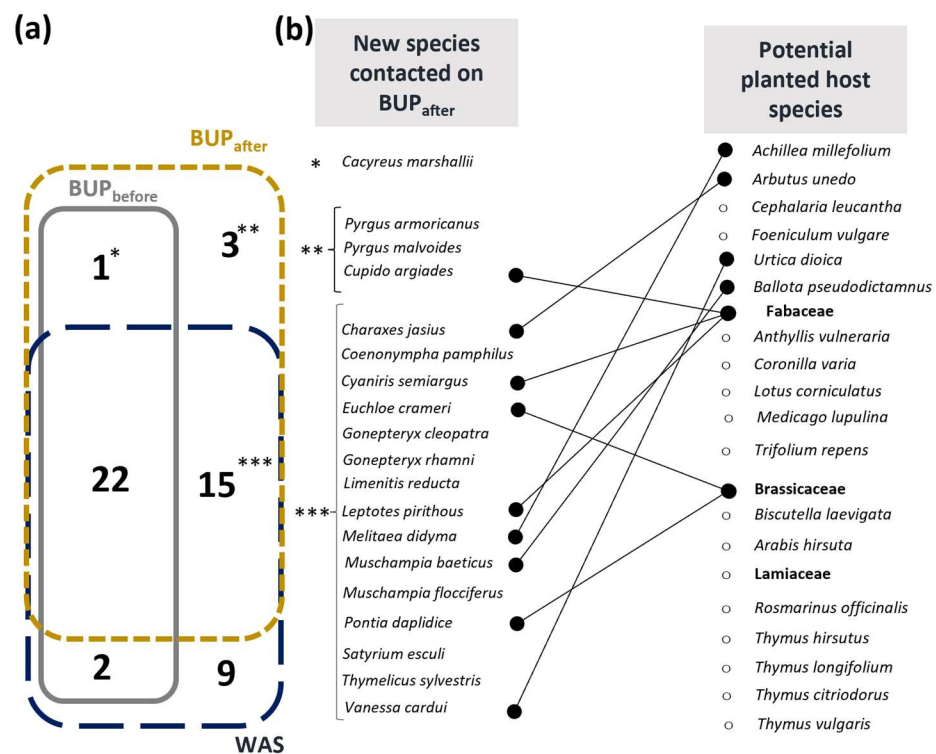 (a)
(b)
New species
contacted on
BUPafter
Potential
planted host
species
BUPafter
BUPbefore
1*
3**
22
15***
2
9
WAS
* Cacyreus marshallii
**
Pyrgus armoricanus
Pyrgus malvoides
Cupido argiades
***
Charaxes jasius
Coenonympha pamphilus
Cyaniris semiargus
Euchloe crameri
Gonepteryx cleopatra
Gonepteryx rhamni
Limenitis reducta
Leptotes pirithous
Melitaea didyma
Muschampia baeticus
Muschampia flocciferus
Pontia daplidice
Satyrium esculi
Thymelicus sylvestris
Vanessa cardui
Achillea millefolium
Arbutus unedo
Cephalaria leucantha
Foeniculum vulgare
Urtica dioica
Ballota pseudodictamnus
Fabaceae
Anthyllis vulneraria
Coronilla varia
Lotus corniculatus
Medicago lupulina
Trifolium repens
Brassicaceae
Biscutella laevigata
Arabis hirsuta
Lamiaceae
Rosmarinus officinalis
Thymus hirsutus
Thymus longifolium
Thymus citriodorus
Thymus vulgaris